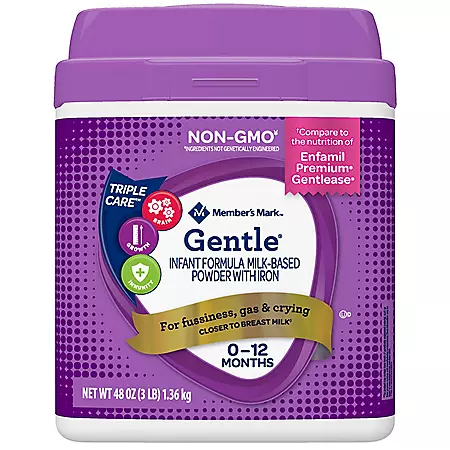 NON-GMO¥
¥INGREDIENTS NOT GENETICALLY ENGINEERED
†Compare to
the nutrition of
Enfamil
Premium®
Gentlease®
TRIPLE
CARE™
BRAIN
GROWTH
IMMUNITY
M Member's Mark™
Gentle®
INFANT FORMULA MILK-BASED
POWDER WITH IRON
For fussiness, gas & crying
CLOSER TO BREAST MILK
U D
0-12
MONTHS
NET WT 48 OZ (3 LB) 1.36 kg